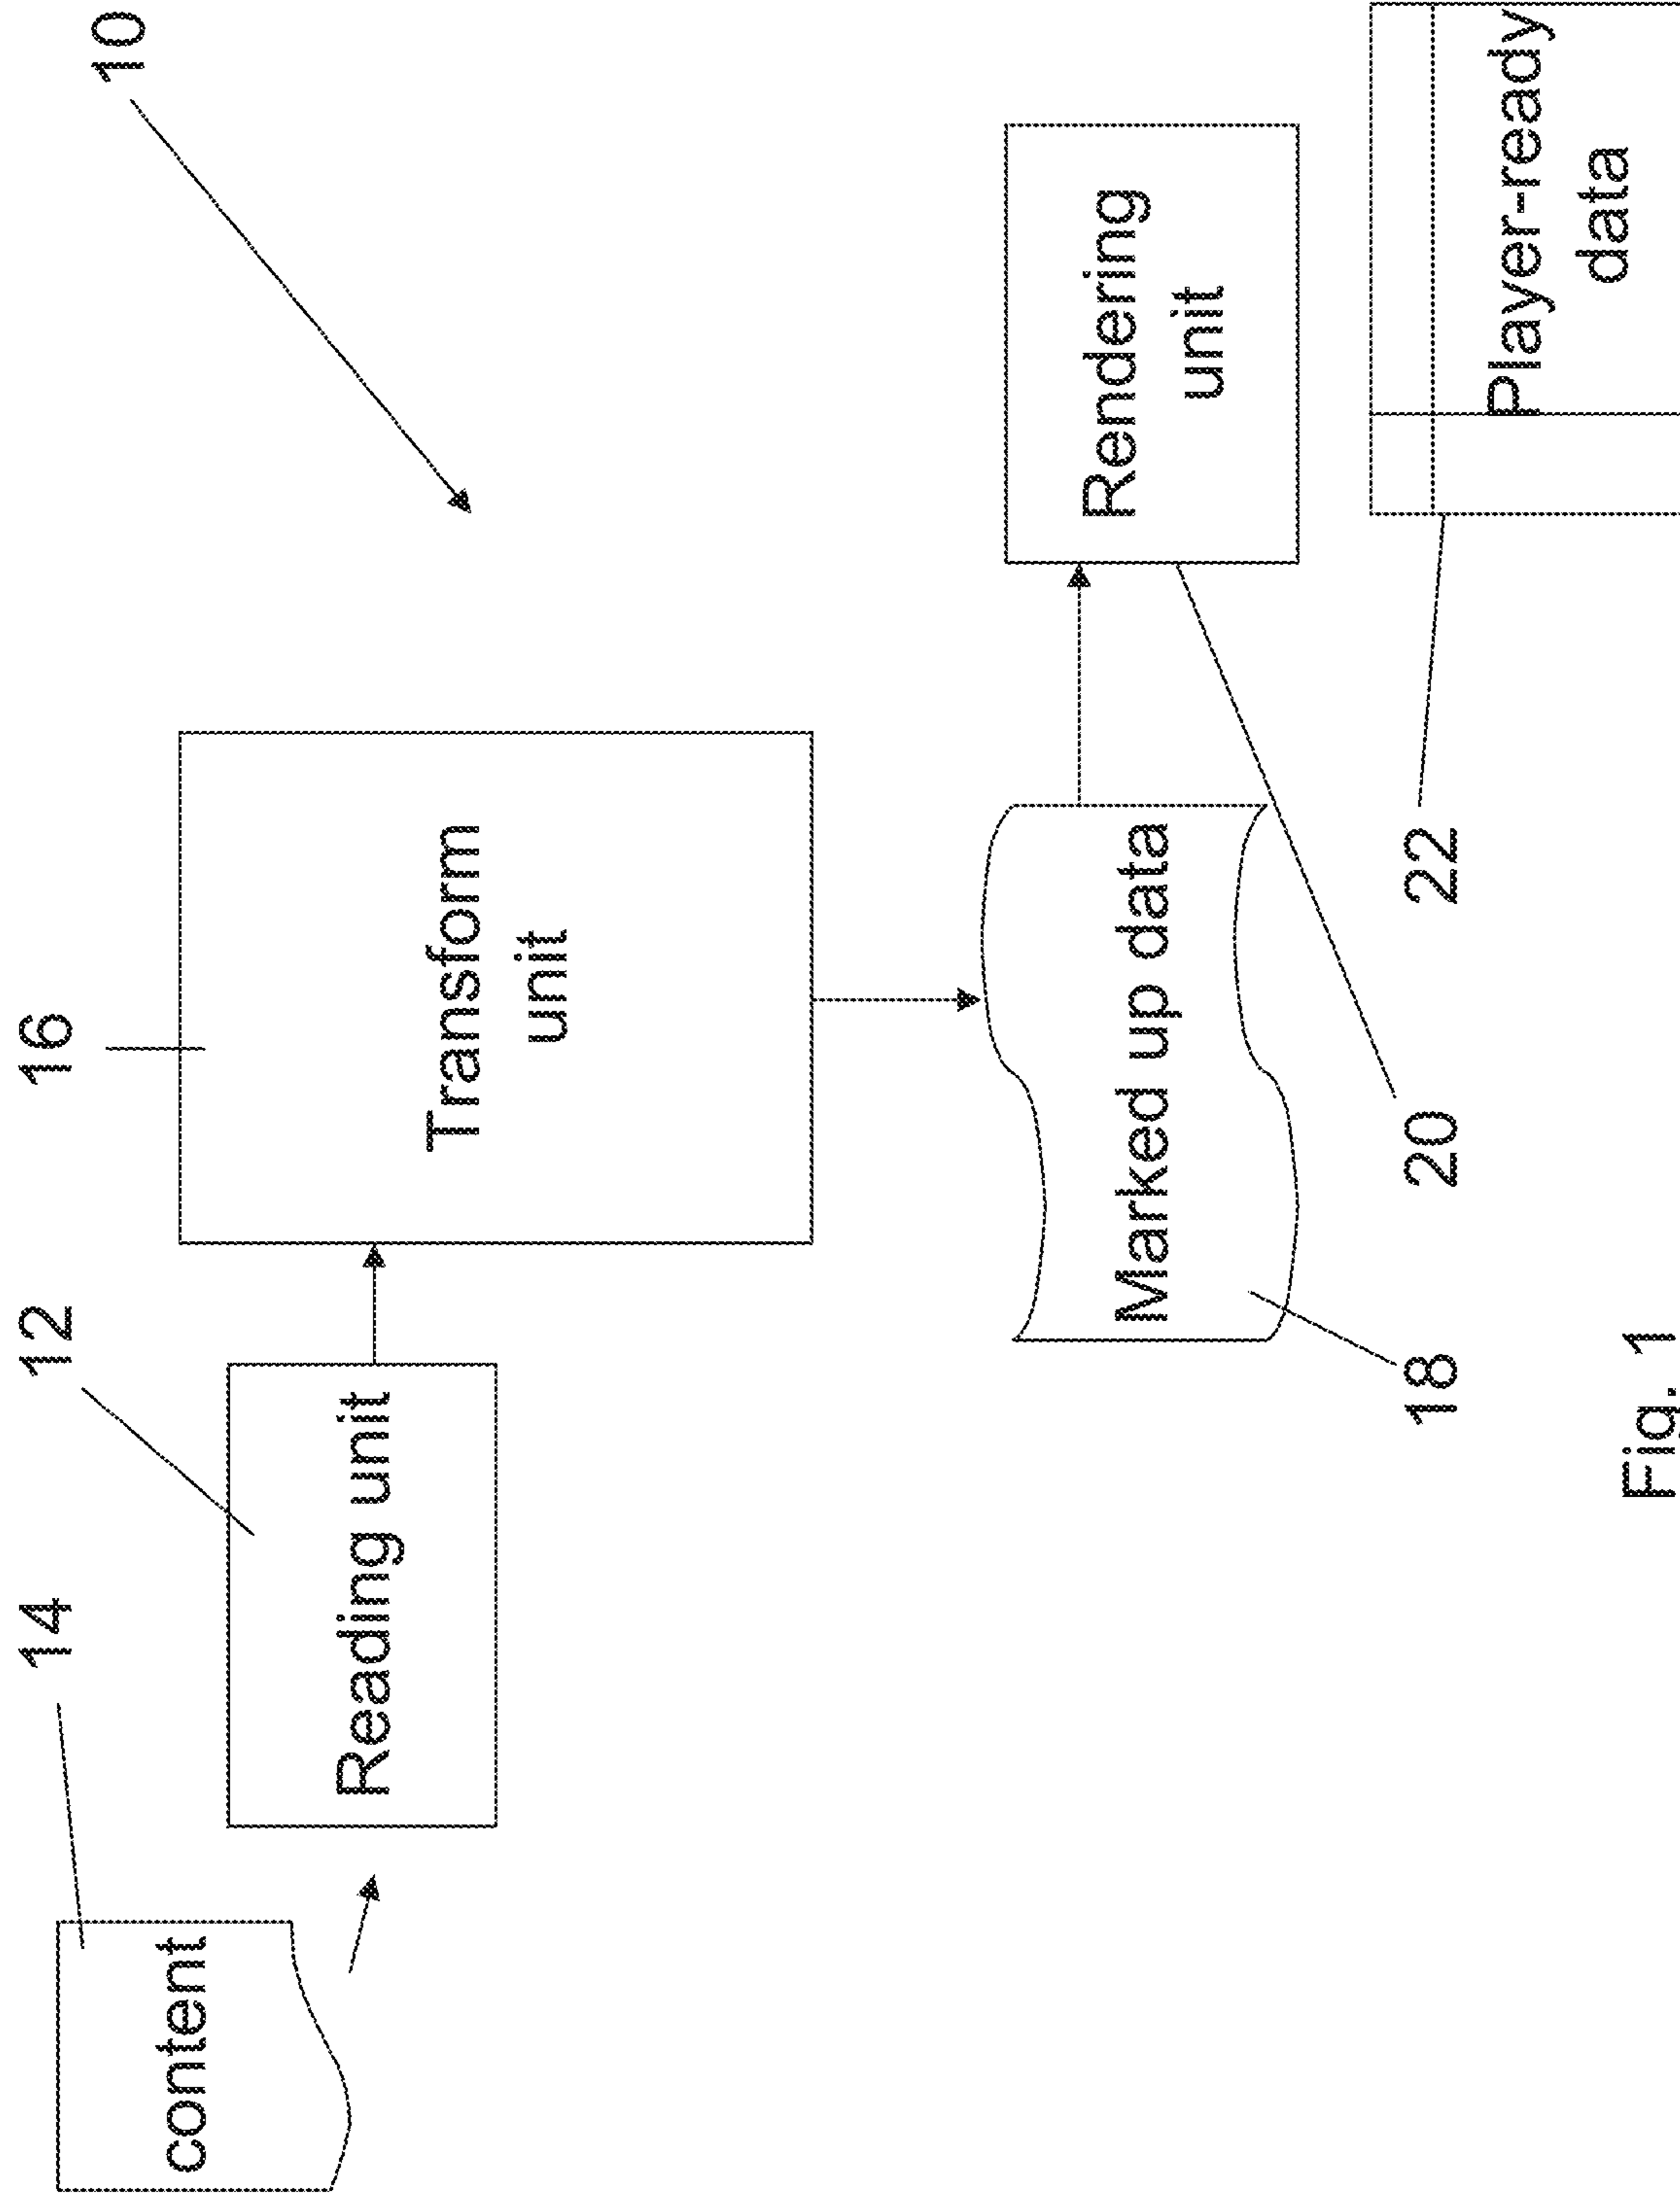 10
14
12
16
content
Reading unit
Transform
unit
Marked up data
Rendering
unit
18
20
22
Player-ready
data
Fig. 1